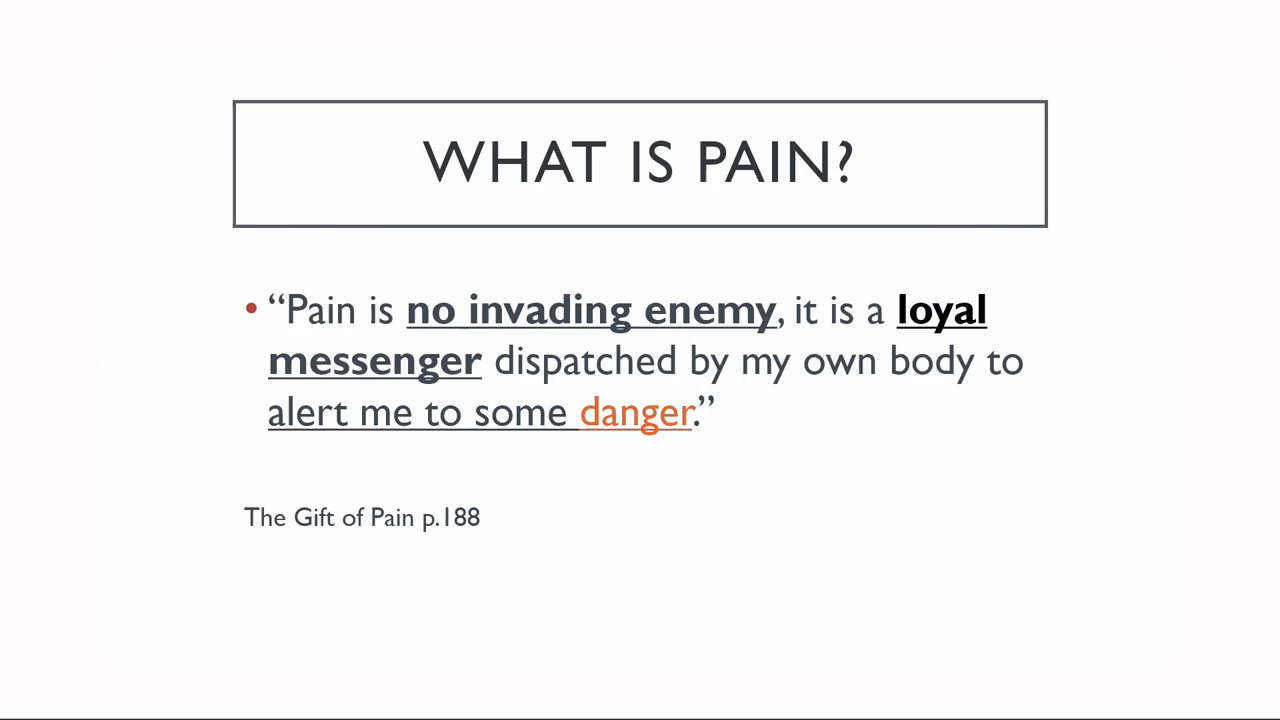 WHAT IS PAIN?
• “Pain is no invading enemy, it is a loyal
messenger dispatched by my own body to
alert me to some danger.”
The Gift of Pain p.188